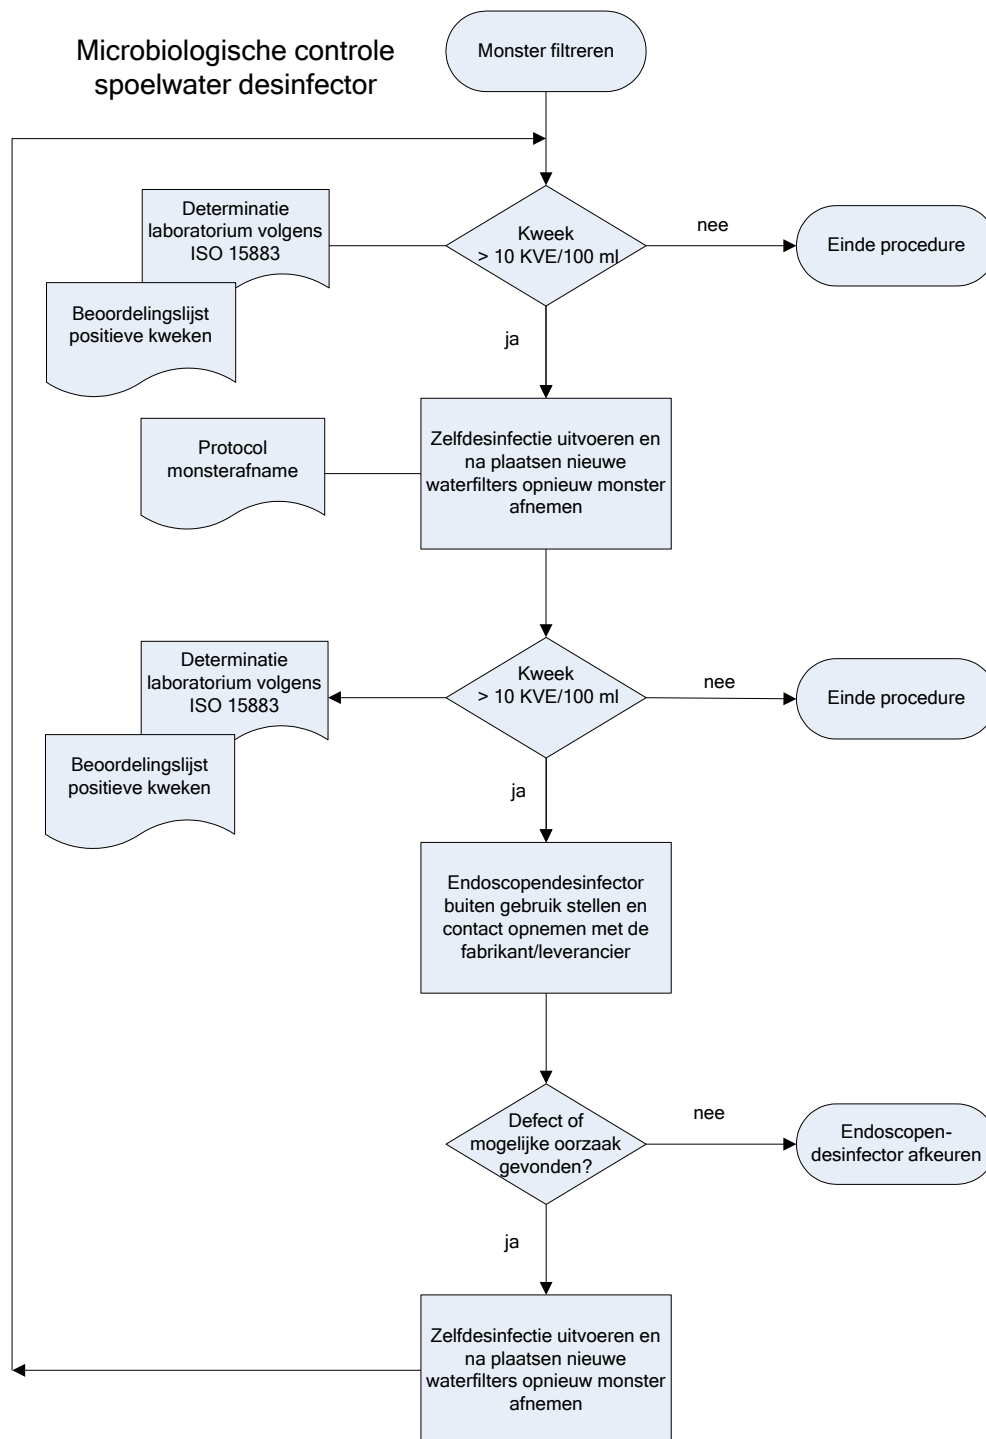 Microbiologische controle
spoelwater desinfector
Monster filtreren
Determinatie
laboratorium volgens
ISO 15883
Beoordelingslijst
positieve kweken
Kweek
> 10 KVE/100 ml
nee
Einde procedure
ja
Protocol
monsterafname
Zelfdesinfectie uitvoeren en
na plaatsen nieuwe
waterfilters opnieuw monster
afnemen
Determinatie
laboratorium volgens
ISO 15883
Beoordelingslijst
positieve kweken
Kweek
> 10 KVE/100 ml
nee
Einde procedure
ja
Endoscopendesinfector
buiten gebruik stellen en
contact opnemen met de
fabrikant/leverancier
Defect of
mogelijke oorzaak
gevonden?
nee
Endoscopen-
desinfector afkeuren
ja
Zelfdesinfectie uitvoeren en
na plaatsen nieuwe
waterfilters opnieuw monster
afnemen